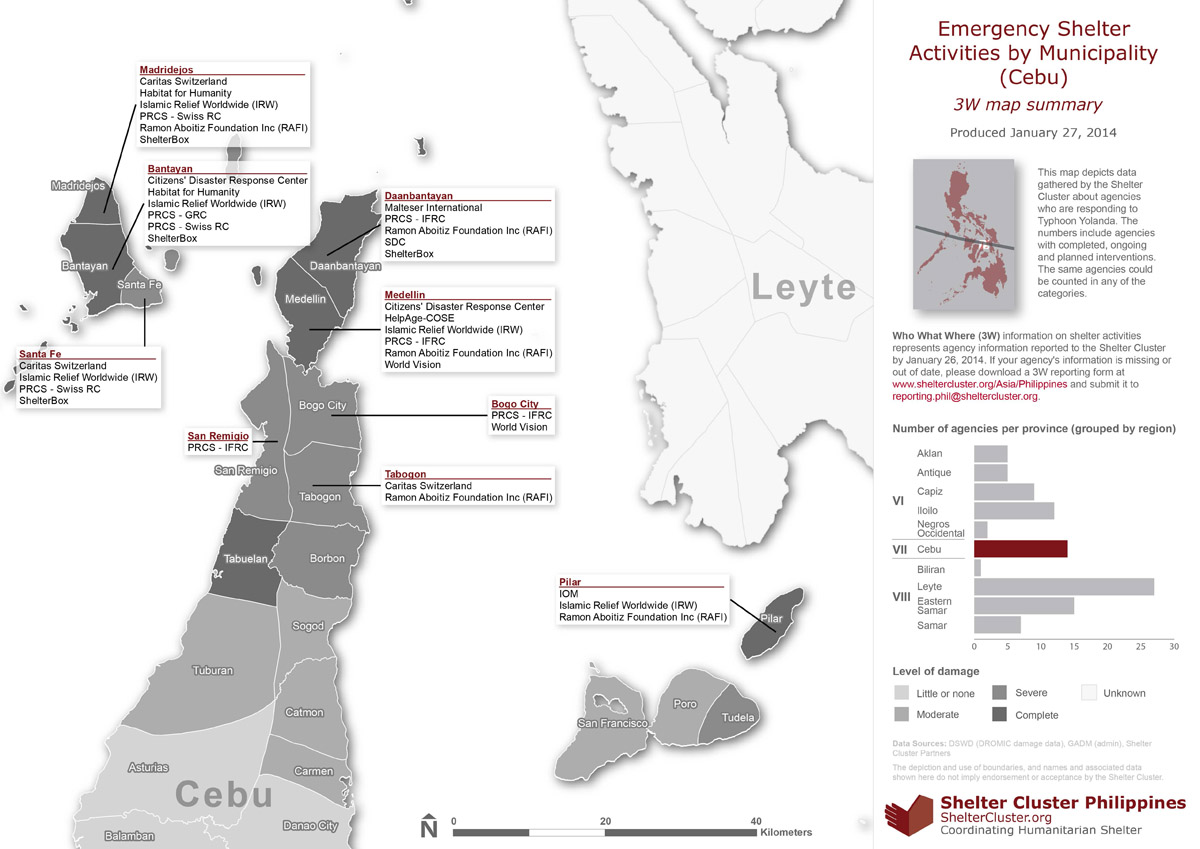 Emergency Shelter
Activities by Municipality
(Cebu)
3W map summary
Produced January 27, 2014
This map depicts data
gathered by the Shelter
Cluster about agencies
who are responding to
Typhoon Yolanda. The
numbers include agencies
with completed, ongoing
and planned interventions.
The same agencies could
be counted in any of the
categories.
Who What Where (3W) information on shelter activities
represents agency information reported to the Shelter Cluster
by January 26, 2014. If your agency's information is missing or
out of date, please download a 3W reporting form at
www.sheltercluster.org/Asia/Philippines and submit it to
reporting.phil@sheltercluster.org.
Number of agencies per province (grouped by region)
VI
Aklan
Antique
Capiz
Iloilo
Negros
Occidental
VII Cebu
VIII
Biliran
Leyte
Eastern
Samar
Samar
0 5 10 15 20 25 30
Level of damage
Little or none
Moderate
Severe
Complete
Unknown
Data Sources: DSWD (DROMIC damage data), GADM (admin), Shelter
Cluster Partners
The depiction and use of boundaries, and names and associated data
shown here do not imply endorsement or acceptance by the Shelter Cluster.
Shelter Cluster Philippines
ShelterCluster.org
Coordinating Humanitarian Shelter
Madridejos
Caritas Switzerland
Habitat for Humanity
Islamic Relief Worldwide (IRW)
PRCS - Swiss RC
Ramon Aboitiz Foundation Inc (RAFI)
ShelterBox
Bantayan
Citizens' Disaster Response Center
Habitat for Humanity
Islamic Relief Worldwide (IRW)
PRCS - GRC
PRCS - Swiss RC
ShelterBox
Daanbantayan
Malteser International
PRCS - IFRC
Ramon Aboitiz Foundation Inc (RAFI)
SDC
ShelterBox
Medellin
Citizens' Disaster Response Center
HelpAge-COSE
Islamic Relief Worldwide (IRW)
PRCS - IFRC
Ramon Aboitiz Foundation Inc (RAFI)
World Vision
Santa Fe
Caritas Switzerland
Islamic Relief Worldwide (IRW)
PRCS - Swiss RC
ShelterBox
Bogo City
PRCS - IFRC
World Vision
San Remigio
PRCS - IFRC
Tabogon
Caritas Switzerland
Ramon Aboitiz Foundation Inc (RAFI)
Pilar
IOM
Islamic Relief Worldwide (IRW)
Ramon Aboitiz Foundation Inc (RAFI)
Madridejos
Bantayan
Santa Fe
Daanbantayan
Medellin
Leyte
Bogo City
San Remigio
Tabogon
Tabuelan
Borbon
Sogod
Tuburan
Catmon
Asturias
Carmen
Cebu
Danao City
Balamban
Pilar
Poro
Tudela
San Francisco
N
0 20 40
Kilometers